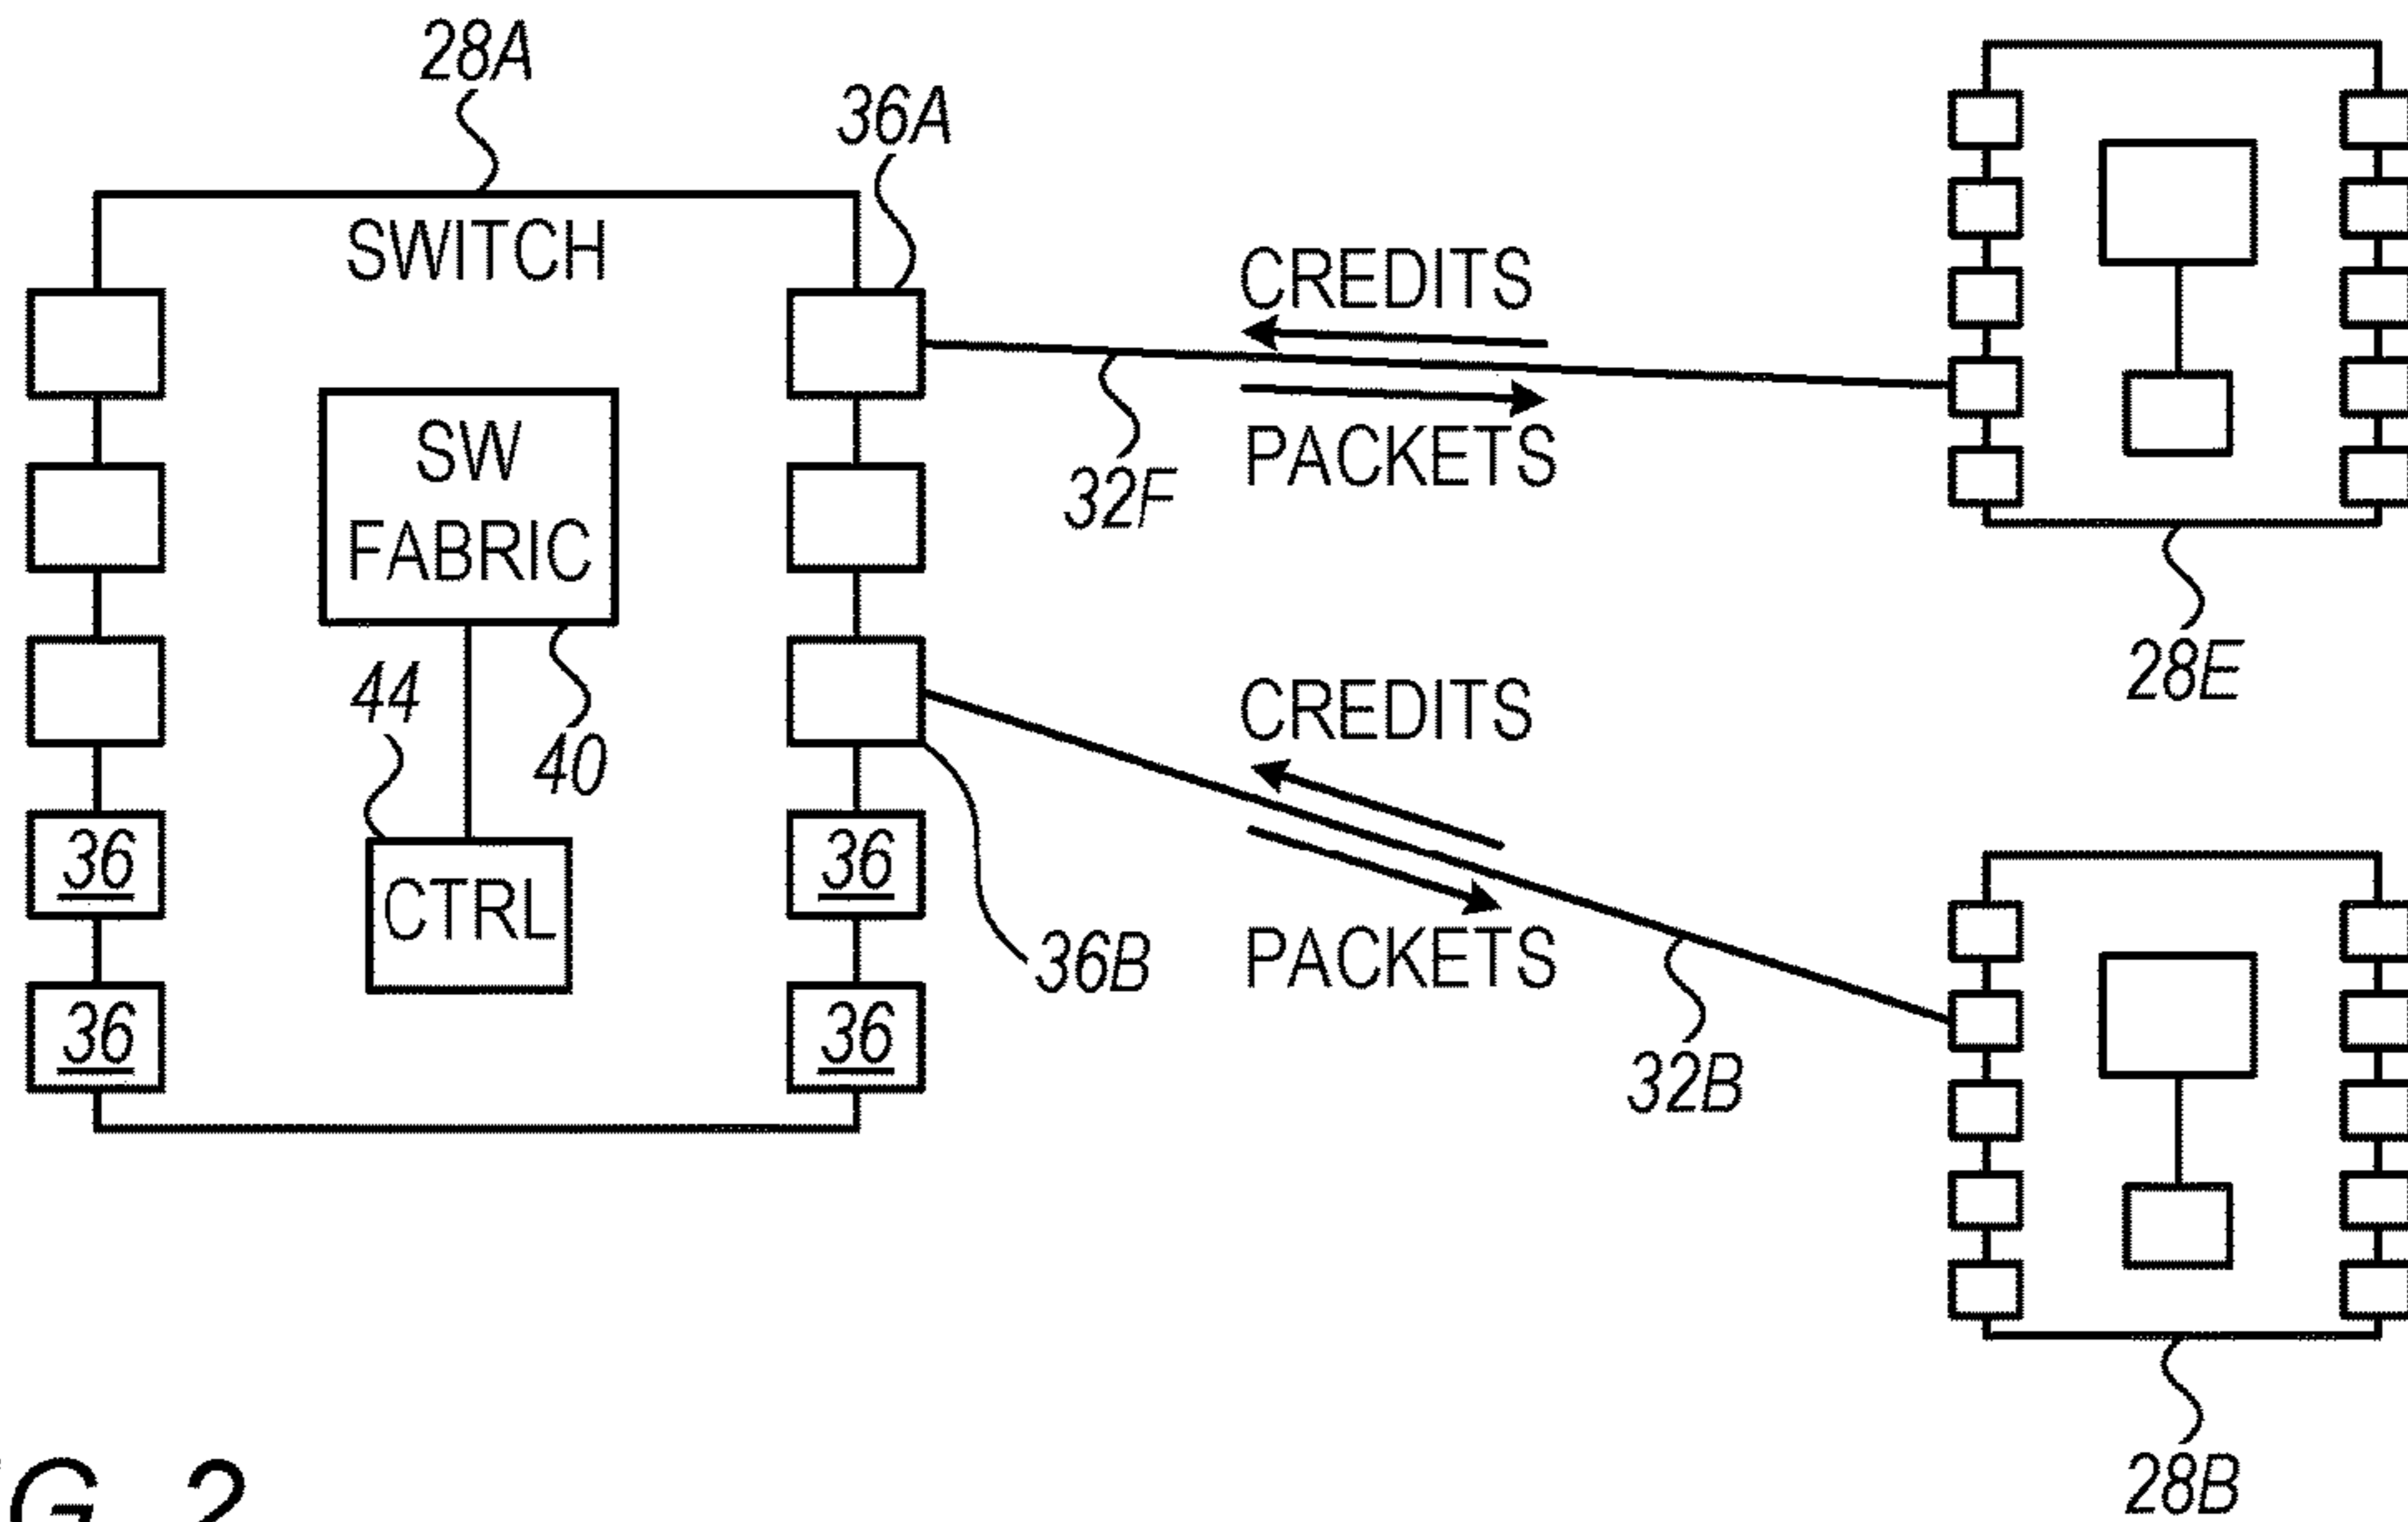 28A
36A
SWITCH
CREDITS
SW
FABRIC
PACKETS
32F
28E
44
40
CREDITS
36
36
CTRL
36B
PACKETS
36
36
32B
28B
G. 2